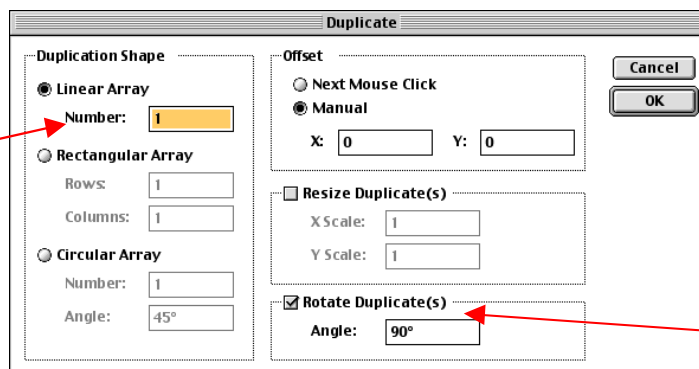 Duplicate
Duplication Shape
Linear Array
Number: 1
Rectangular Array
Rows: 1
Columns: 1
Circular Array
Number: 1
Angle: 45°
Offset
Next Mouse Click
Manual
X: 0 Y: 0
Resize Duplicate(s)
X Scale: 1
Y Scale: 1
Rotate Duplicate(s)
Angle: 90°
Cancel
OK